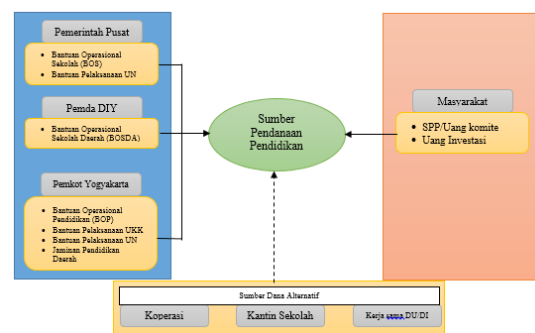 Pemerintah Pusat
Bantuan Operasional
Sekolah (BOS)
Bantuan Pelaksanaan UN
Pemda DIY
Bantuan Operasional
Sekolah Daerah (BOSDA)
Pemkot Yogyakarta
Bantuan Operasional
Pendidikan (BOP)
Bantuan Pelaksanaan UKK
Bantuan Pelaksanaan UN
Jaminan Pendidikan
Daerah
Sumber
Pendanaan
Pendidikan
Masyarakat
SPP/Uang komite
Uang Investasi
Sumber Dana Alternatif
Koperasi
Kantin Sekolah
Kerja sama DU/DI